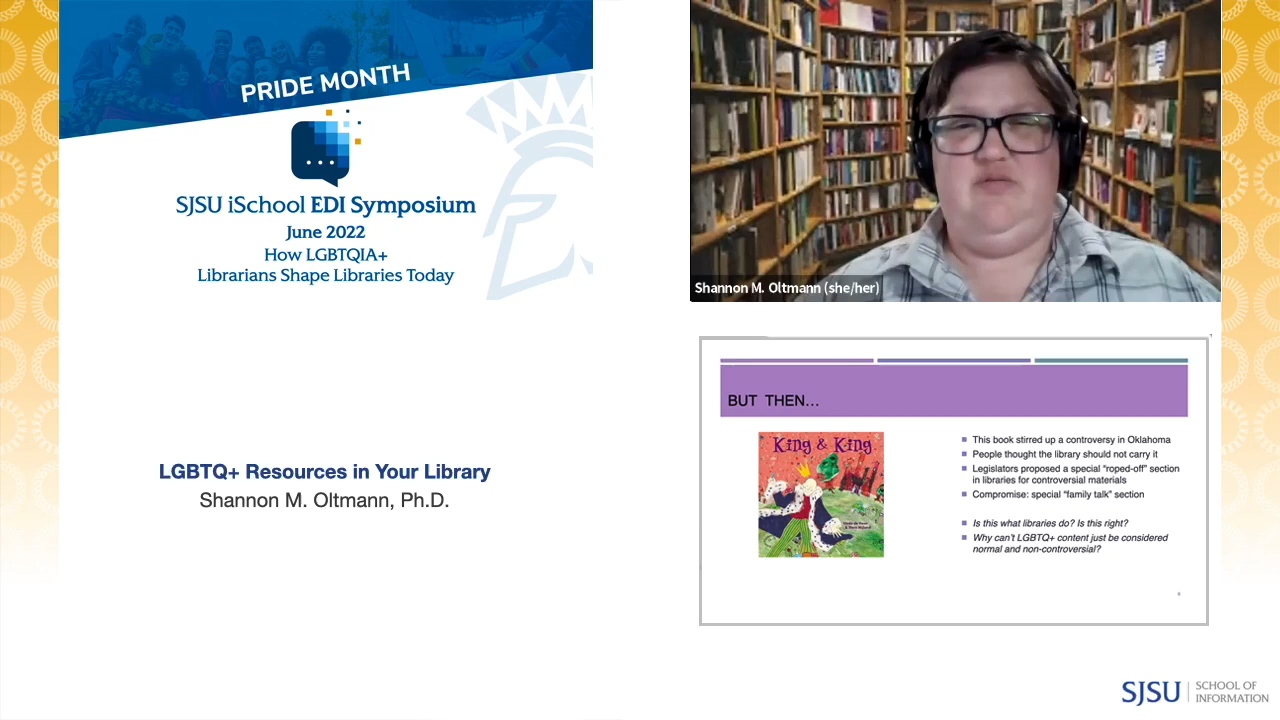 PRIDE MONTH
SJSU iSchool EDI Symposium
June 2022
How LGBTQIA+
Librarians Shape Libraries Today
LGBTQ+ Resources in Your Library
Shannon M. Oltmann, Ph.D.
Shannon M. Oltmann (she/her)
BUT THEN...
King & King
This book stirred up a controversy in Oklahoma
People thought the library should not carry it
Legislators proposed a special “roped-off” section
in libraries for controversial materials
Compromise: special “family talk” section
Is this what libraries do? Is this right?
Why can’t LGBTQ+ content just be considered
normal and non-controversial?
SJSU SCHOOL OF
INFORMATION